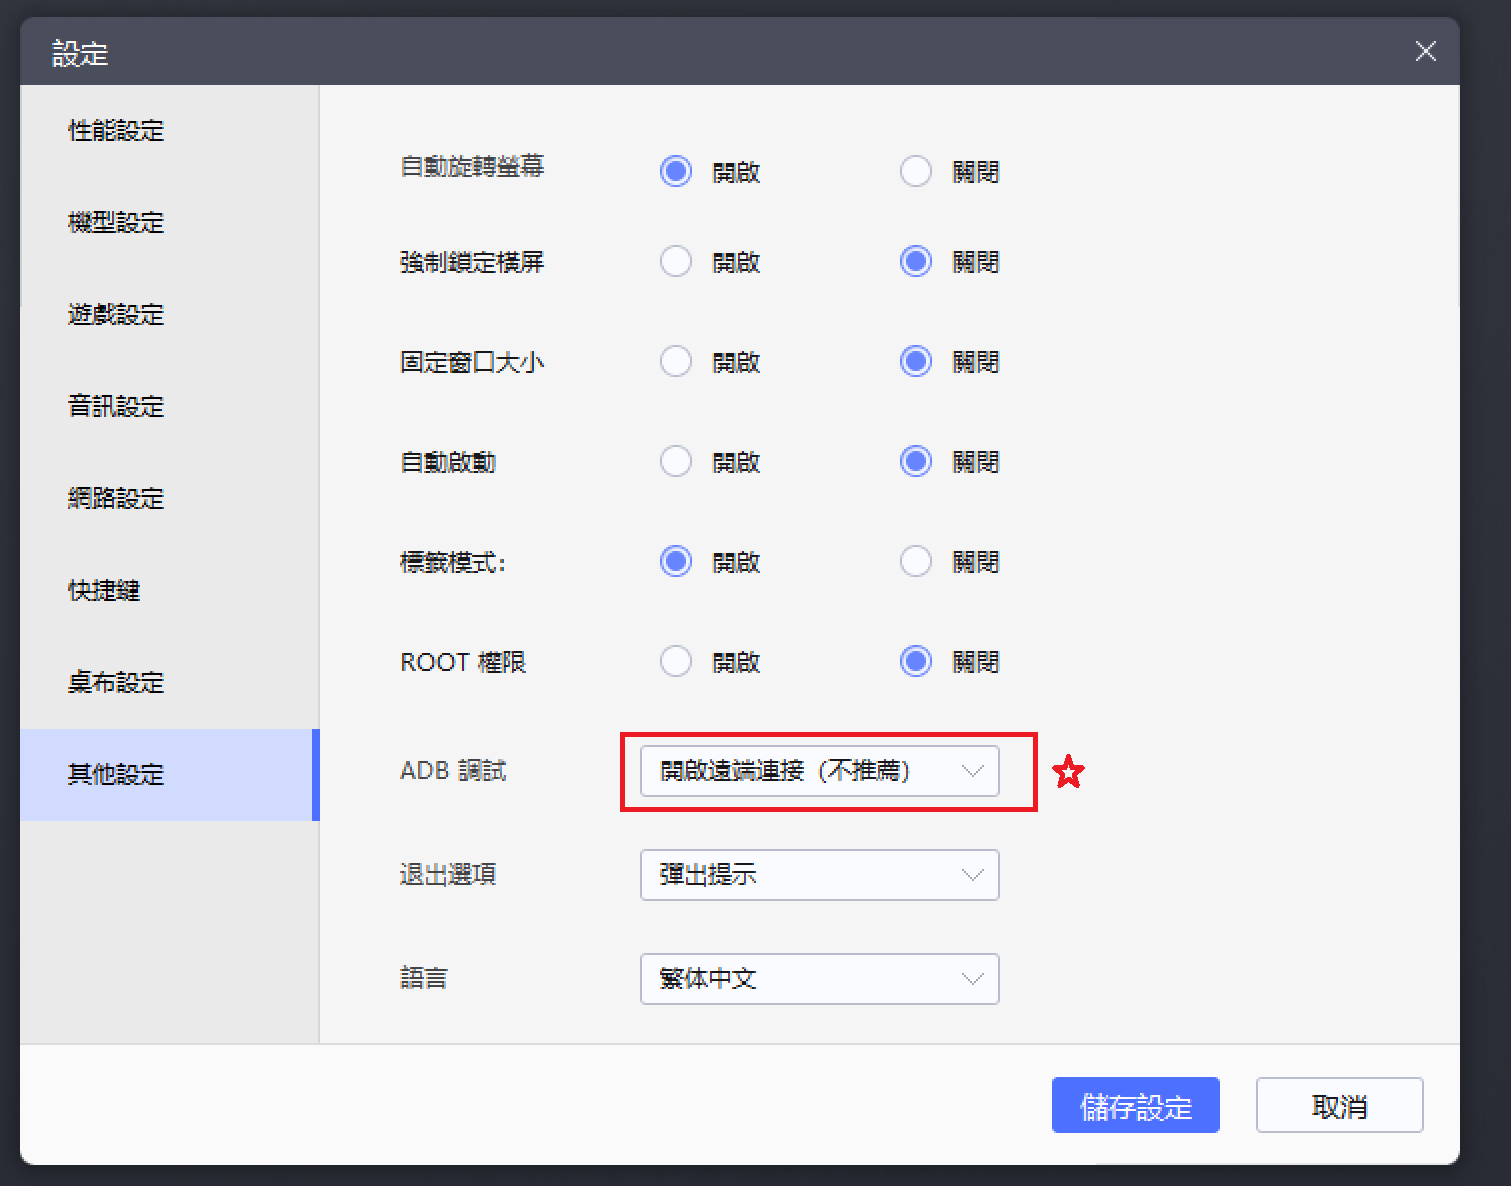 設定
性能設定
機型設定
遊戲設定
音訊設定
網路設定
快捷鍵
桌布設定
其他設定
自動旋轉螢幕 開啟 關閉
強制鎖定橫屏 開啟 關閉
固定窗口大小 開啟 關閉
自動啟動 開啟 關閉
標籤模式: 開啟 關閉
ROOT 權限 開啟 關閉
ADB 調試 開啟遠端連接（不推薦）
退出選項 彈出提示
語言 繁体中文
儲存設定 取消